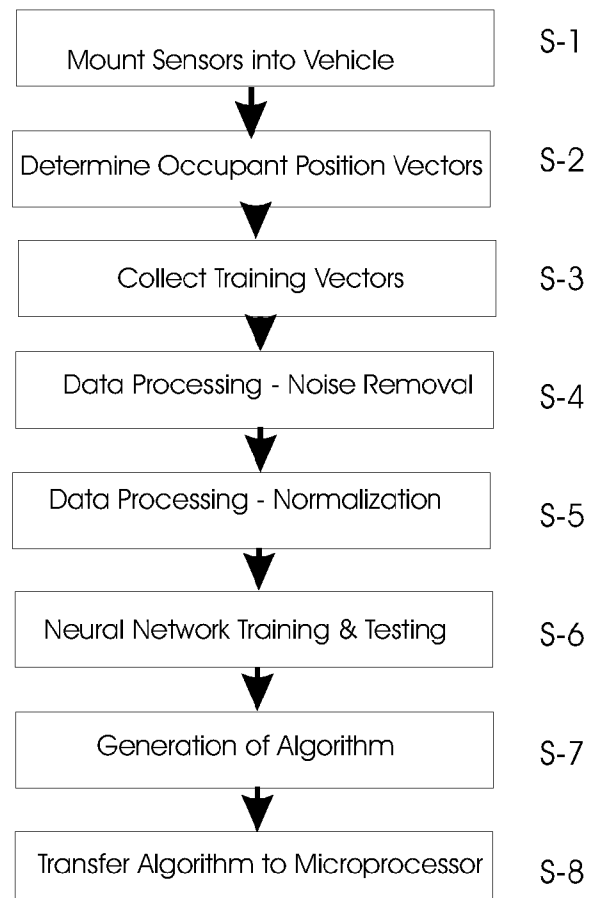 Mount Sensors into Vehicle S-1
Determine Occupant Position Vectors S-2
Collect Training Vectors S-3
Data Processing - Noise Removal S-4
Data Processing - Normalization S-5
Neural Network Training & Testing S-6
Generation of Algorithm S-7
Transfer Algorithm to Microprocessor S-8